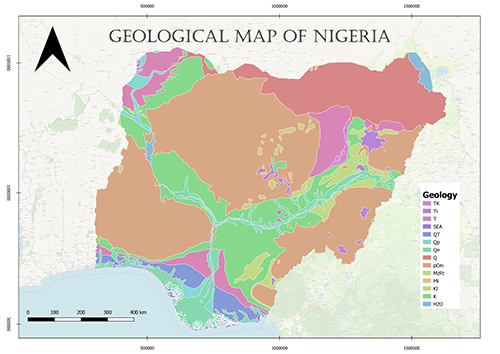 500000 1000000 1500000
GEOLOGICAL MAP OF NIGERIA
1500000
1000000
500000
Geology
TK
Ti
T
SEA
QT
Qp
Qe
Q
pCm
MzPz
Mi
Kl
K
H2O
0 100 200 300 400 km
500000 1000000 1500000